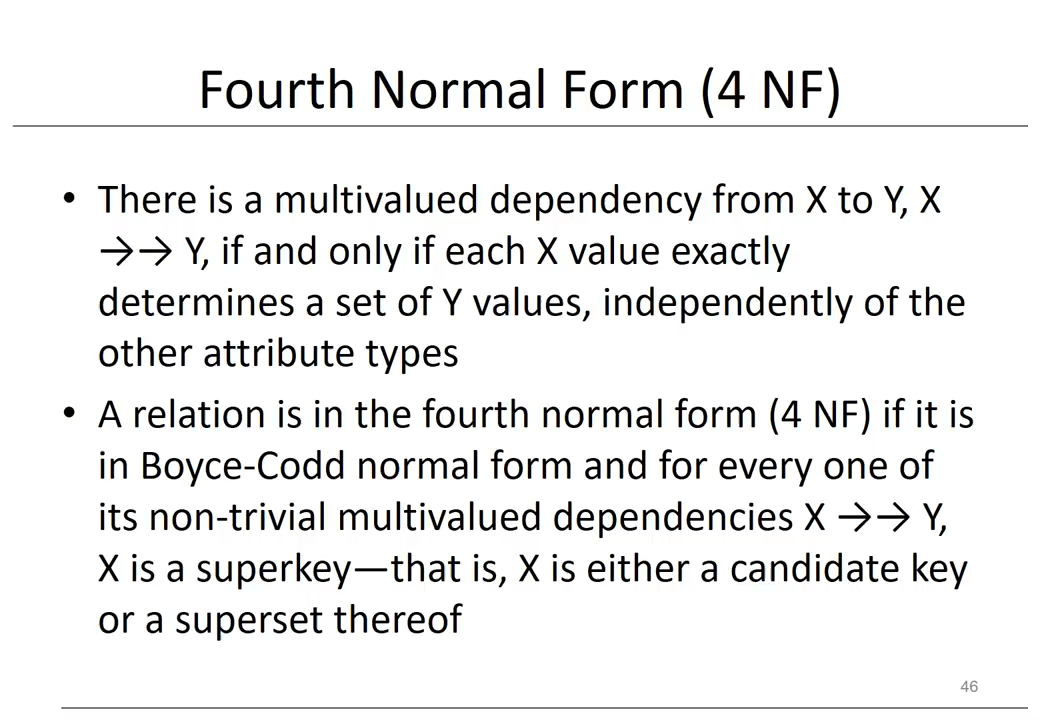 Fourth Normal Form (4 NF)
• There is a multivalued dependency from X to Y, X
→→ Y, if and only if each X value exactly
determines a set of Y values, independently of the
other attribute types
• A relation is in the fourth normal form (4 NF) if it is
in Boyce-Codd normal form and for every one of
its non-trivial multivalued dependencies X →→ Y,
X is a superkey—that is, X is either a candidate key
or a superset thereof
46